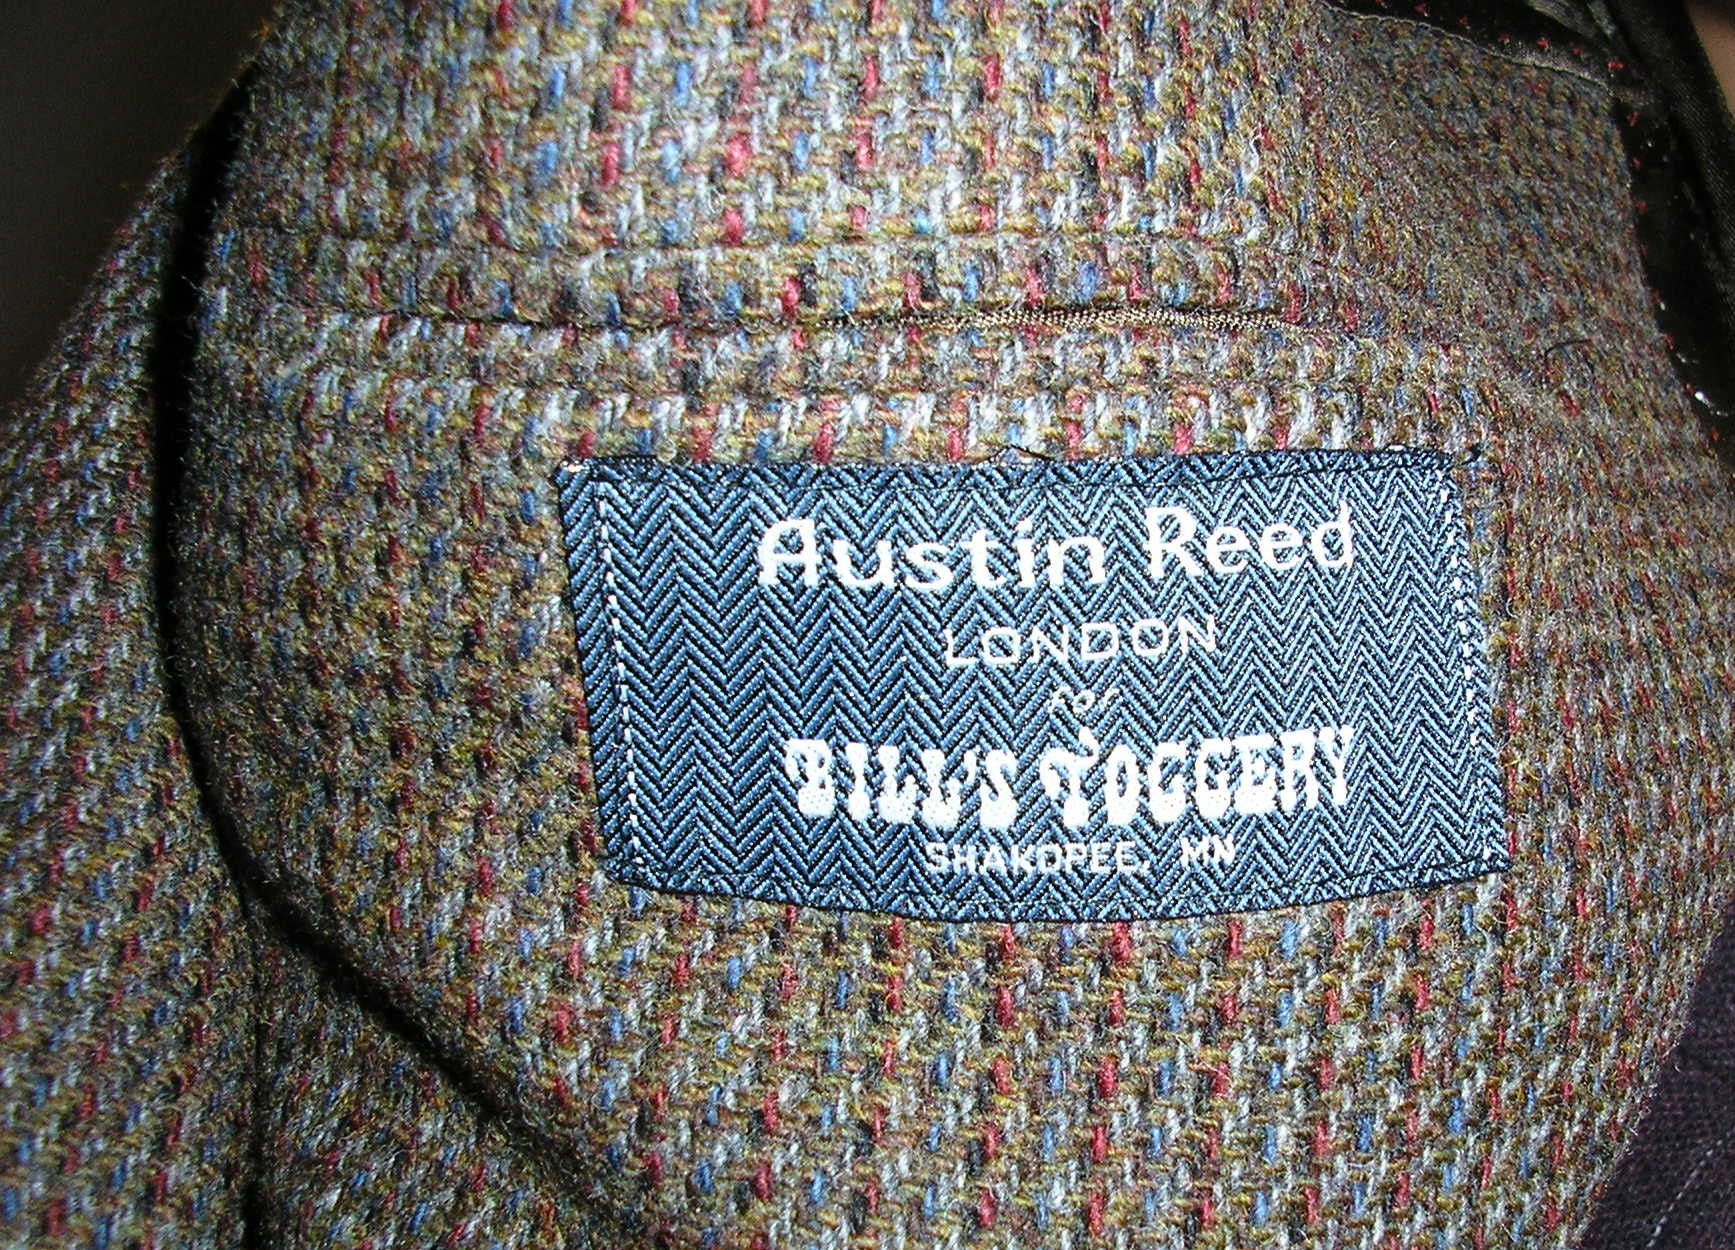 Austin Reed
LONDON
for
BILL'S TOGGERY
SHAKOPEE, MN